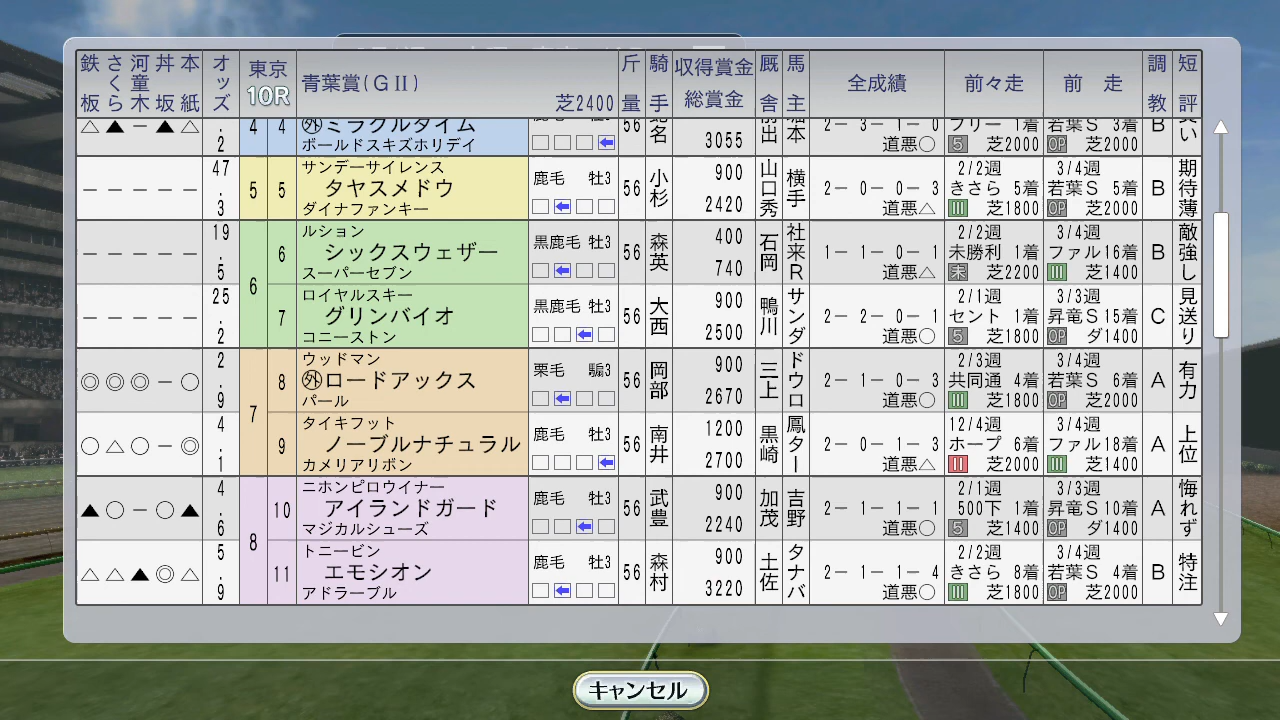 鉄板 さくら 河童木 井坂 本紙 オッズ 東京 10R 青葉賞(GⅡ) 芝2400 斤量 騎手 収得賞金 総賞金 厩舎 馬主 全成績 前々走 前 走 調教 短評
△ ▲ － ▲ △ .2 4 4 外 ミラクルタイム 56 3055 2－ 3－ 1－ 0 1着 若葉S 3着 B
ボールドスキズホリデイ ← 道悪○ 5 芝2000 OP 芝2000
サンデーサイレンス
－ － － － － 47.3 5 5 タヤスメドウ 鹿毛 牡3 56 小杉 900 山口秀 横手 2－ 0－ 0－ 3 2/2週 きさら 5着 3/4週 若葉S 5着 B 期待薄
ダイナファンキー ← 2420 道悪△ Ⅲ 芝1800 OP 芝2000
ルション
－ － － － － 19.5 6 6 シックスウェザー 黒鹿毛 牡3 56 森英 400 石岡 社来R 1－ 1－ 0－ 1 2/2週 未勝利 1着 3/4週 ファル16着 B 敵強し
スーパーセブン ← 740 道悪△ 未 芝2200 Ⅲ 芝1400
ロイヤルスキー
－ － － － － 25.2 7 グリンバイオ 黒鹿毛 牡3 56 大西 900 鴨川 サンダ 2－ 2－ 0－ 1 2/1週 セント 1着 3/3週 昇竜S15着 C 見送り
コニーストン ← 2500 道悪○ 5 芝1800 OP ダ1400
ウッドマン
◎ ◎ ◎ － ○ 2.9 7 8 外 ロードアックス 栗毛 騸3 56 岡部 900 三上 ドウロ 2－ 1－ 0－ 3 2/3週 共同通 4着 3/4週 若葉S 6着 A 有力
パール ← 2670 道悪○ Ⅲ 芝1800 OP 芝2000
タイキフット
○ △ ○ － ◎ 4.1 9 ノーブルナチュラル 鹿毛 牡3 56 南井 1200 黒崎 鳳ター 2－ 0－ 1－ 3 12/4週 ホープ 6着 3/4週 ファル18着 A 上位
カメリアリボン ← 2700 道悪△ Ⅱ 芝2000 Ⅲ 芝1400
ニホンピロウイナー
▲ ○ － ○ ▲ 4.6 8 10 アイランドガード 鹿毛 牡3 56 武豊 900 加茂 吉野 2－ 1－ 1－ 1 2/1週 500下 1着 3/3週 昇竜S10着 A 侮れず
マジカルシューズ ← 2240 道悪○ 5 芝1400 OP ダ1400
トニービン
△ △ ▲ ◎ △ 5.9 11 エモシオン 鹿毛 牡3 56 森村 900 土佐 タナバ 2－ 1－ 1－ 4 2/2週 きさら 8着 3/4週 若葉S 4着 B 特注
アドラーブル ← 3220 道悪○ Ⅲ 芝1800 OP 芝2000
キャンセル